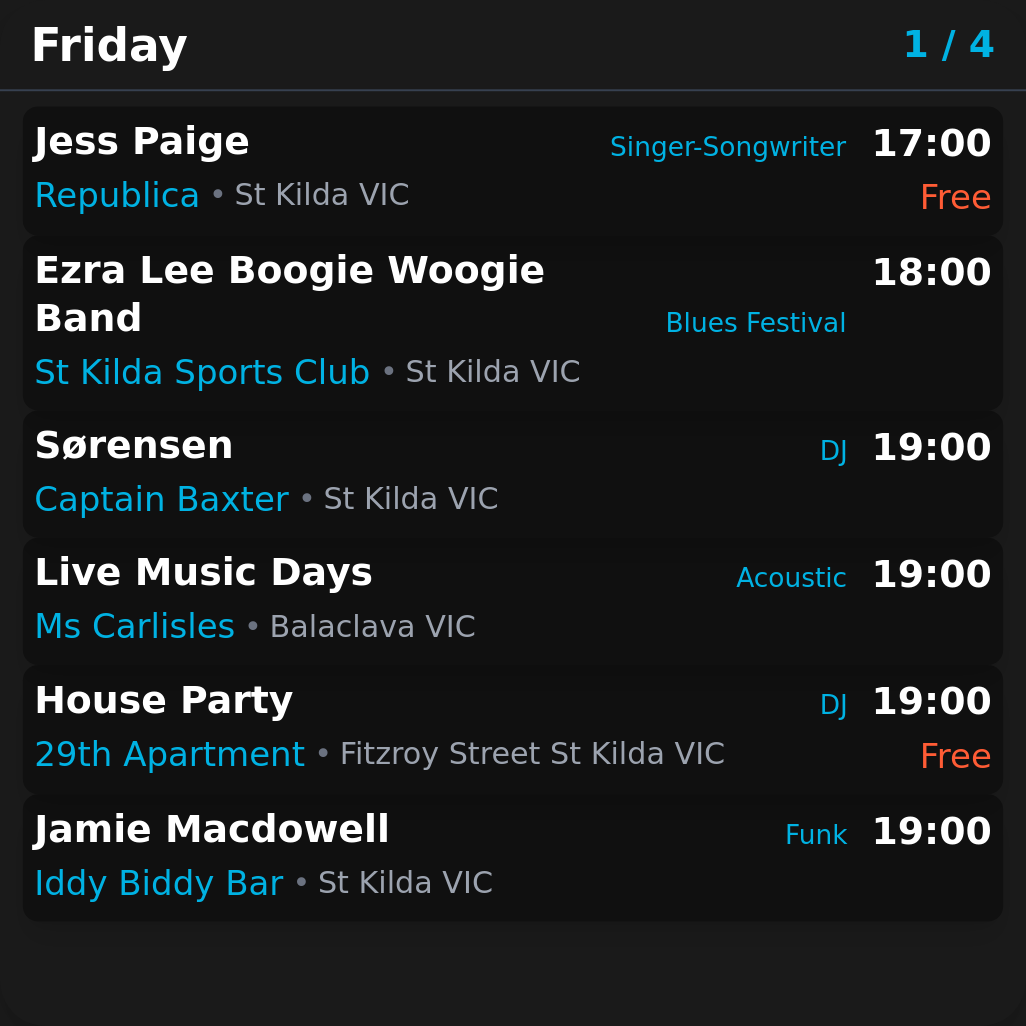 Friday 1 / 4
Jess Paige Singer-Songwriter 17:00
Republica • St Kilda VIC Free
Ezra Lee Boogie Woogie 18:00
Band Blues Festival
St Kilda Sports Club • St Kilda VIC
Sørensen DJ 19:00
Captain Baxter • St Kilda VIC
Live Music Days Acoustic 19:00
Ms Carlisles • Balaclava VIC
House Party DJ 19:00
29th Apartment • Fitzroy Street St Kilda VIC Free
Jamie Macdowell Funk 19:00
Iddy Biddy Bar • St Kilda VIC